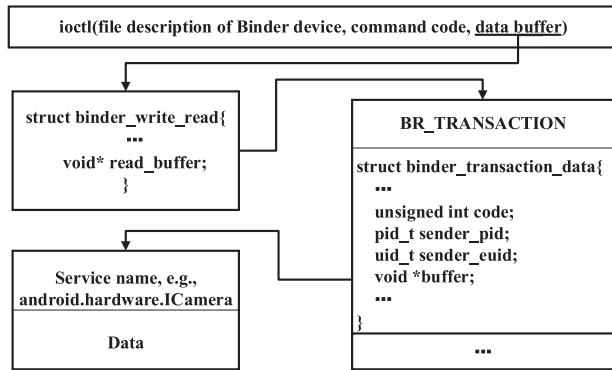 ioctl(file description of Binder device, command code, data buffer)
struct binder_write_read{
...
void* read_buffer;
}
BR_TRANSACTION
struct binder_transaction_data{
...
unsigned int code;
pid_t sender_pid;
uid_t sender_euid;
void *buffer;
...
}
...
Service name, e.g.,
android.hardware.ICamera
Data